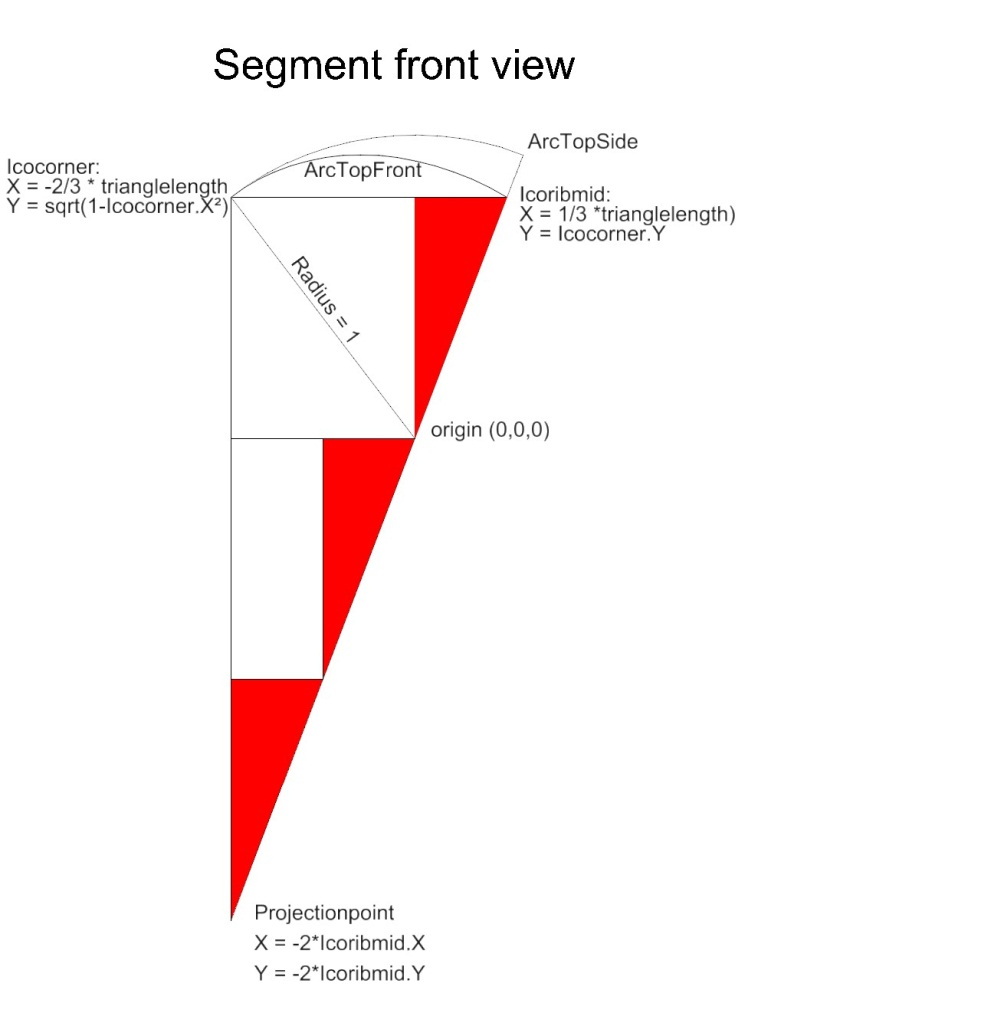 Segment front view
ArcTopSide
Icocorner:
X = -2/3 * trianglelength
Y = sqrt(1-Icocorner.X²)
ArcTopFront
Icoribmid:
X = 1/3 *trianglelength)
Y = Icocorner.Y
Radius = 1
origin (0,0,0)
Projectionpoint
X = -2*Icoribmid.X
Y = -2*Icoribmid.Y